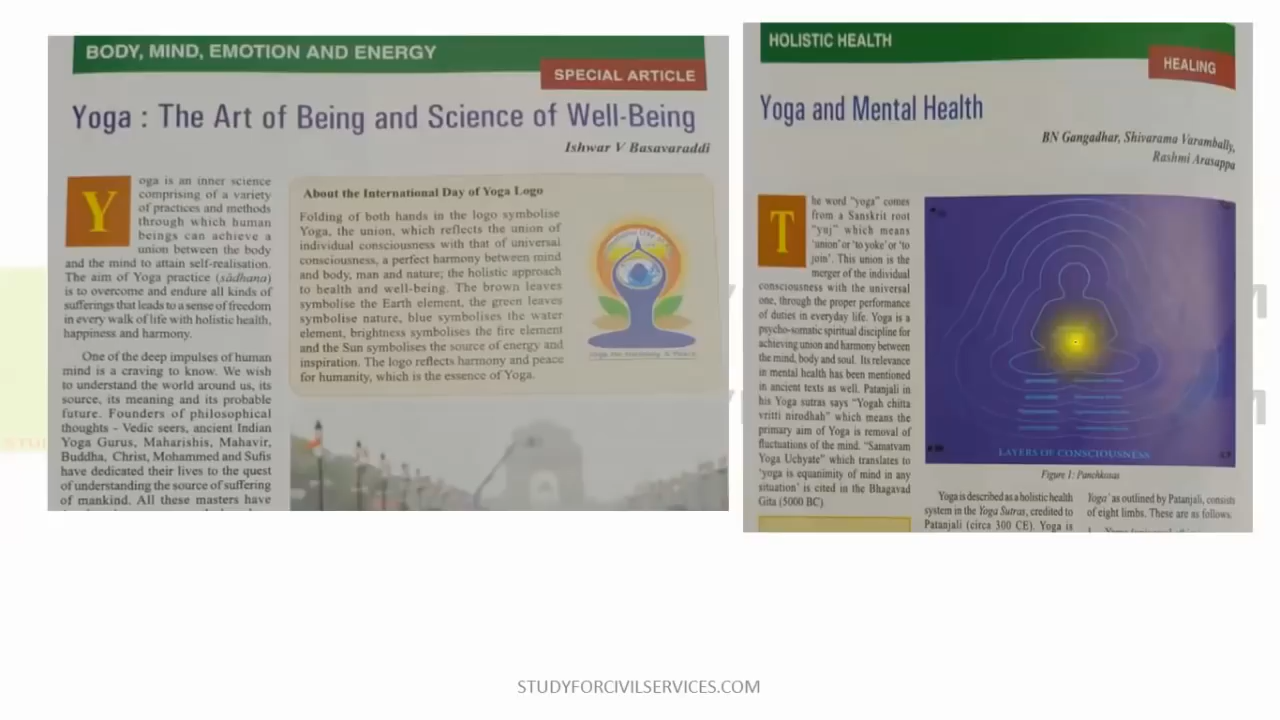 BODY, MIND, EMOTION AND ENERGY
SPECIAL ARTICLE
Yoga : The Art of Being and Science of Well-Being
Ishwar V Basavaraddi
Yoga is an inner science
comprising of a variety
of practices and methods
through which human
beings can achieve a
union between the body
and the mind to attain self-realisation.
The aim of Yoga practice (sādhana)
is to overcome and endure all kinds of
sufferings that leads to a sense of freedom
in every walk of life with holistic health,
happiness and harmony.
One of the deep impulses of human
mind is a craving to know. We wish
to understand the world around us, its
source, its meaning and its probable
future. Founders of philosophical
thoughts - Vedic seers, ancient Indian
Yoga Gurus, Maharishis, Mahavir,
Buddha, Christ, Mohammed and Sufis
have dedicated their lives to the quest
of understanding the source of suffering
of mankind. All these masters have
About the International Day of Yoga Logo
Folding of both hands in the logo symbolise
Yoga, the union, which reflects the union of
individual consciousness with that of universal
consciousness, a perfect harmony between mind
and body, man and nature; the holistic approach
to health and well-being. The brown leaves
symbolise the Earth element, the green leaves
symbolise nature, blue symbolises the water
element, brightness symbolises the fire element
and the Sun symbolises the source of energy and
inspiration. The logo reflects harmony and peace
for humanity, which is the essence of Yoga.
Yoga for Harmony & Peace
HOLISTIC HEALTH
HEALING
Yoga and Mental Health
BN Gangadhar, Shivarama Varambally,
Rashmi Arasappa
The word "yoga" comes
from a Sanskrit root
"yuj" which means
'union' or 'to yoke' or 'to
join'. This union is the
merger of the individual
consciousness with the universal
one, through the proper performance
of duties in everyday life. Yoga is a
psycho-somatic spiritual discipline for
achieving union and harmony between
the mind, body and soul. Its relevance
in mental health has been mentioned
in ancient texts as well. Patanjali in
his Yoga sutras says "Yogah chitta
vritti nirodhah" which means the
primary aim of Yoga is removal of
fluctuations of the mind. "Samatvam
Yoga Uchyate" which translates to
'yoga is equanimity of mind in any
situation' is cited in the Bhagavad
Gita (5000 BC).
LAYERS OF CONSCIOUSNESS
Figure 1: Panchkosas
Yoga is described as a holistic health
system in the Yoga Sutras, credited to
Patanjali (circa 300 CE). Yoga is
Yoga' as outlined by Patanjali, consists
of eight limbs. These are as follows.
STUDYFORCIVILSERVICES.COM